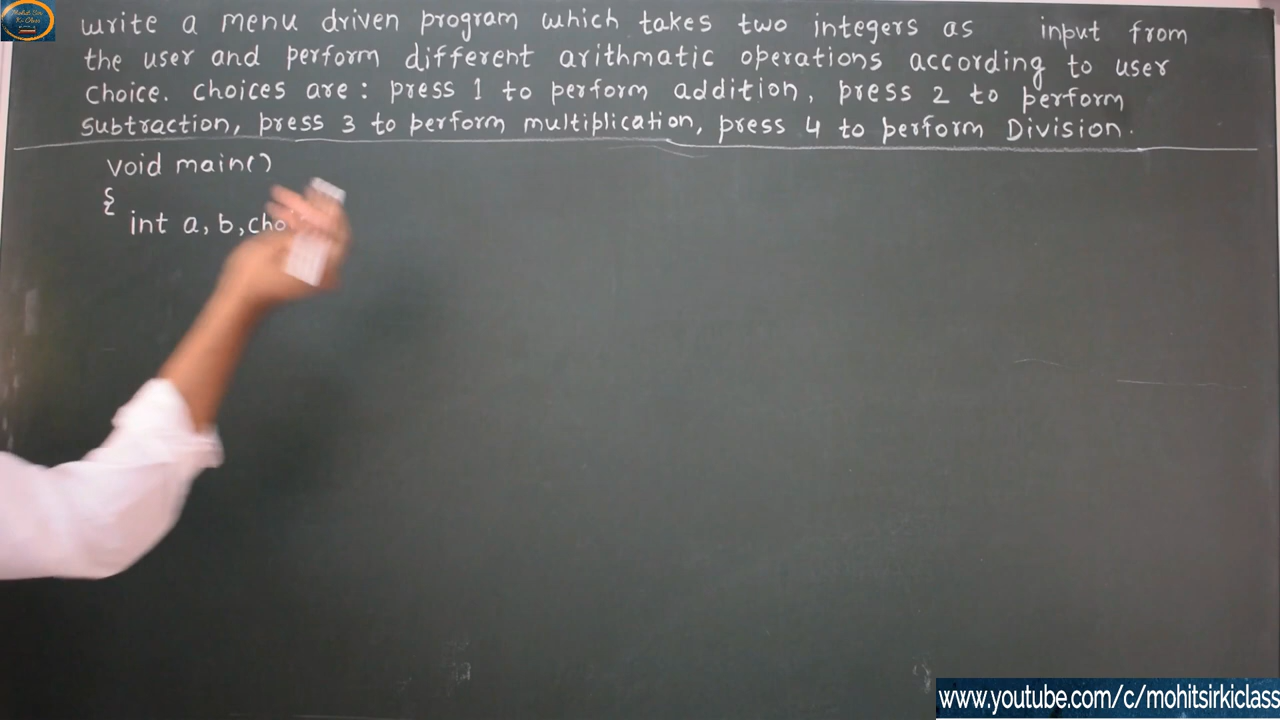 write a menu driven program which takes two integers as input from
the user and perform different arithmatic operations according to user
choice. choices are : press 1 to perform addition, press 2 to perform
subtraction, press 3 to perform multiplication, press 4 to perform Division.
void main()
{
int a, b,
www.youtube.com/c/mohitsirkiclass